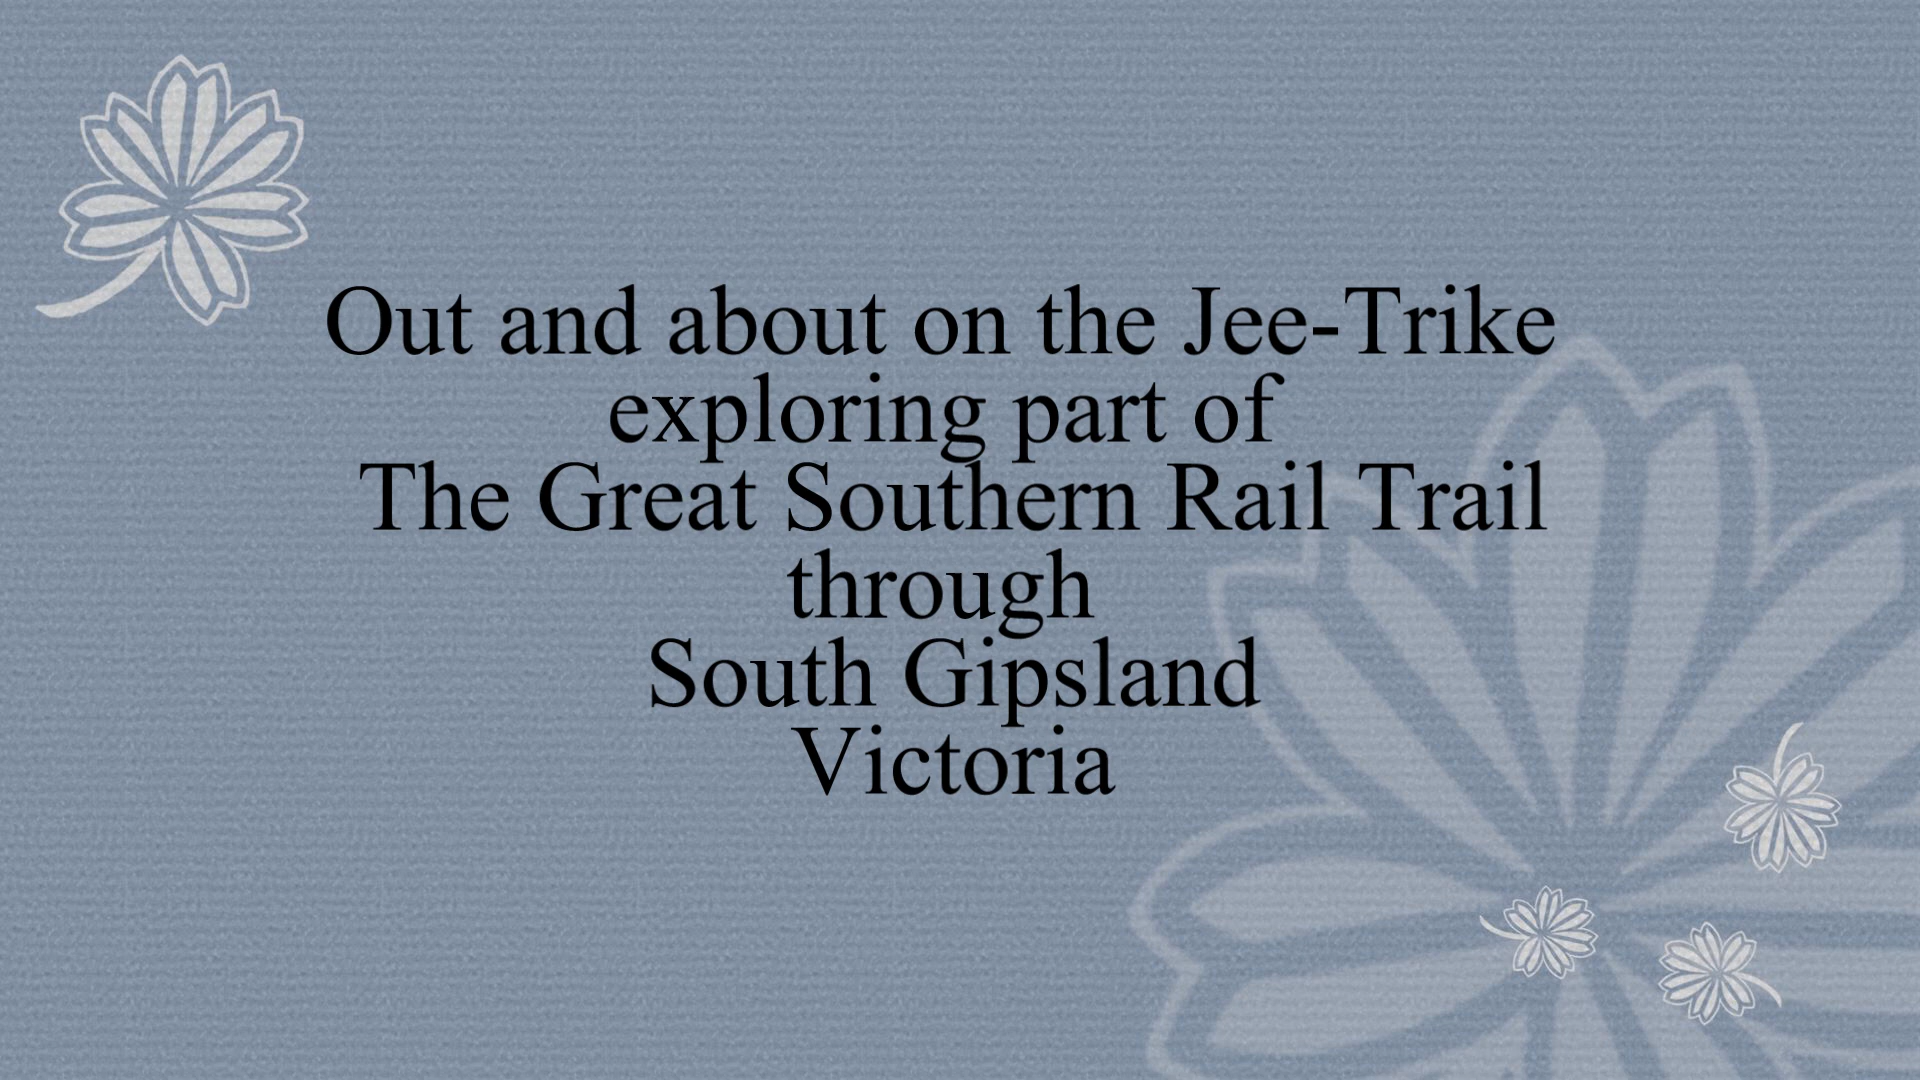 Out and about on the Jee-Trike
exploring part of
The Great Southern Rail Trail
through
South Gipsland
Victoria